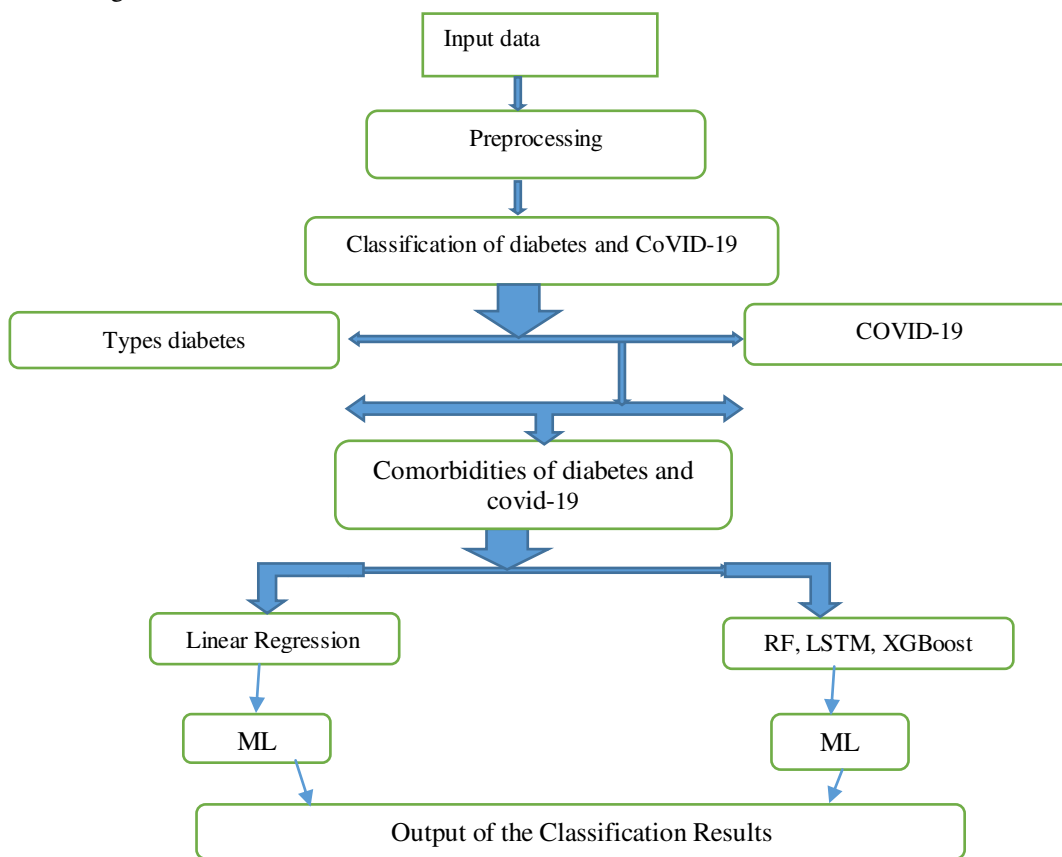 Input data
Preprocessing
Classification of diabetes and CoVID-19
Types diabetes
COVID-19
Comorbidities of diabetes and
covid-19
Linear Regression
RF, LSTM, XGBoost
ML
ML
Output of the Classification Results